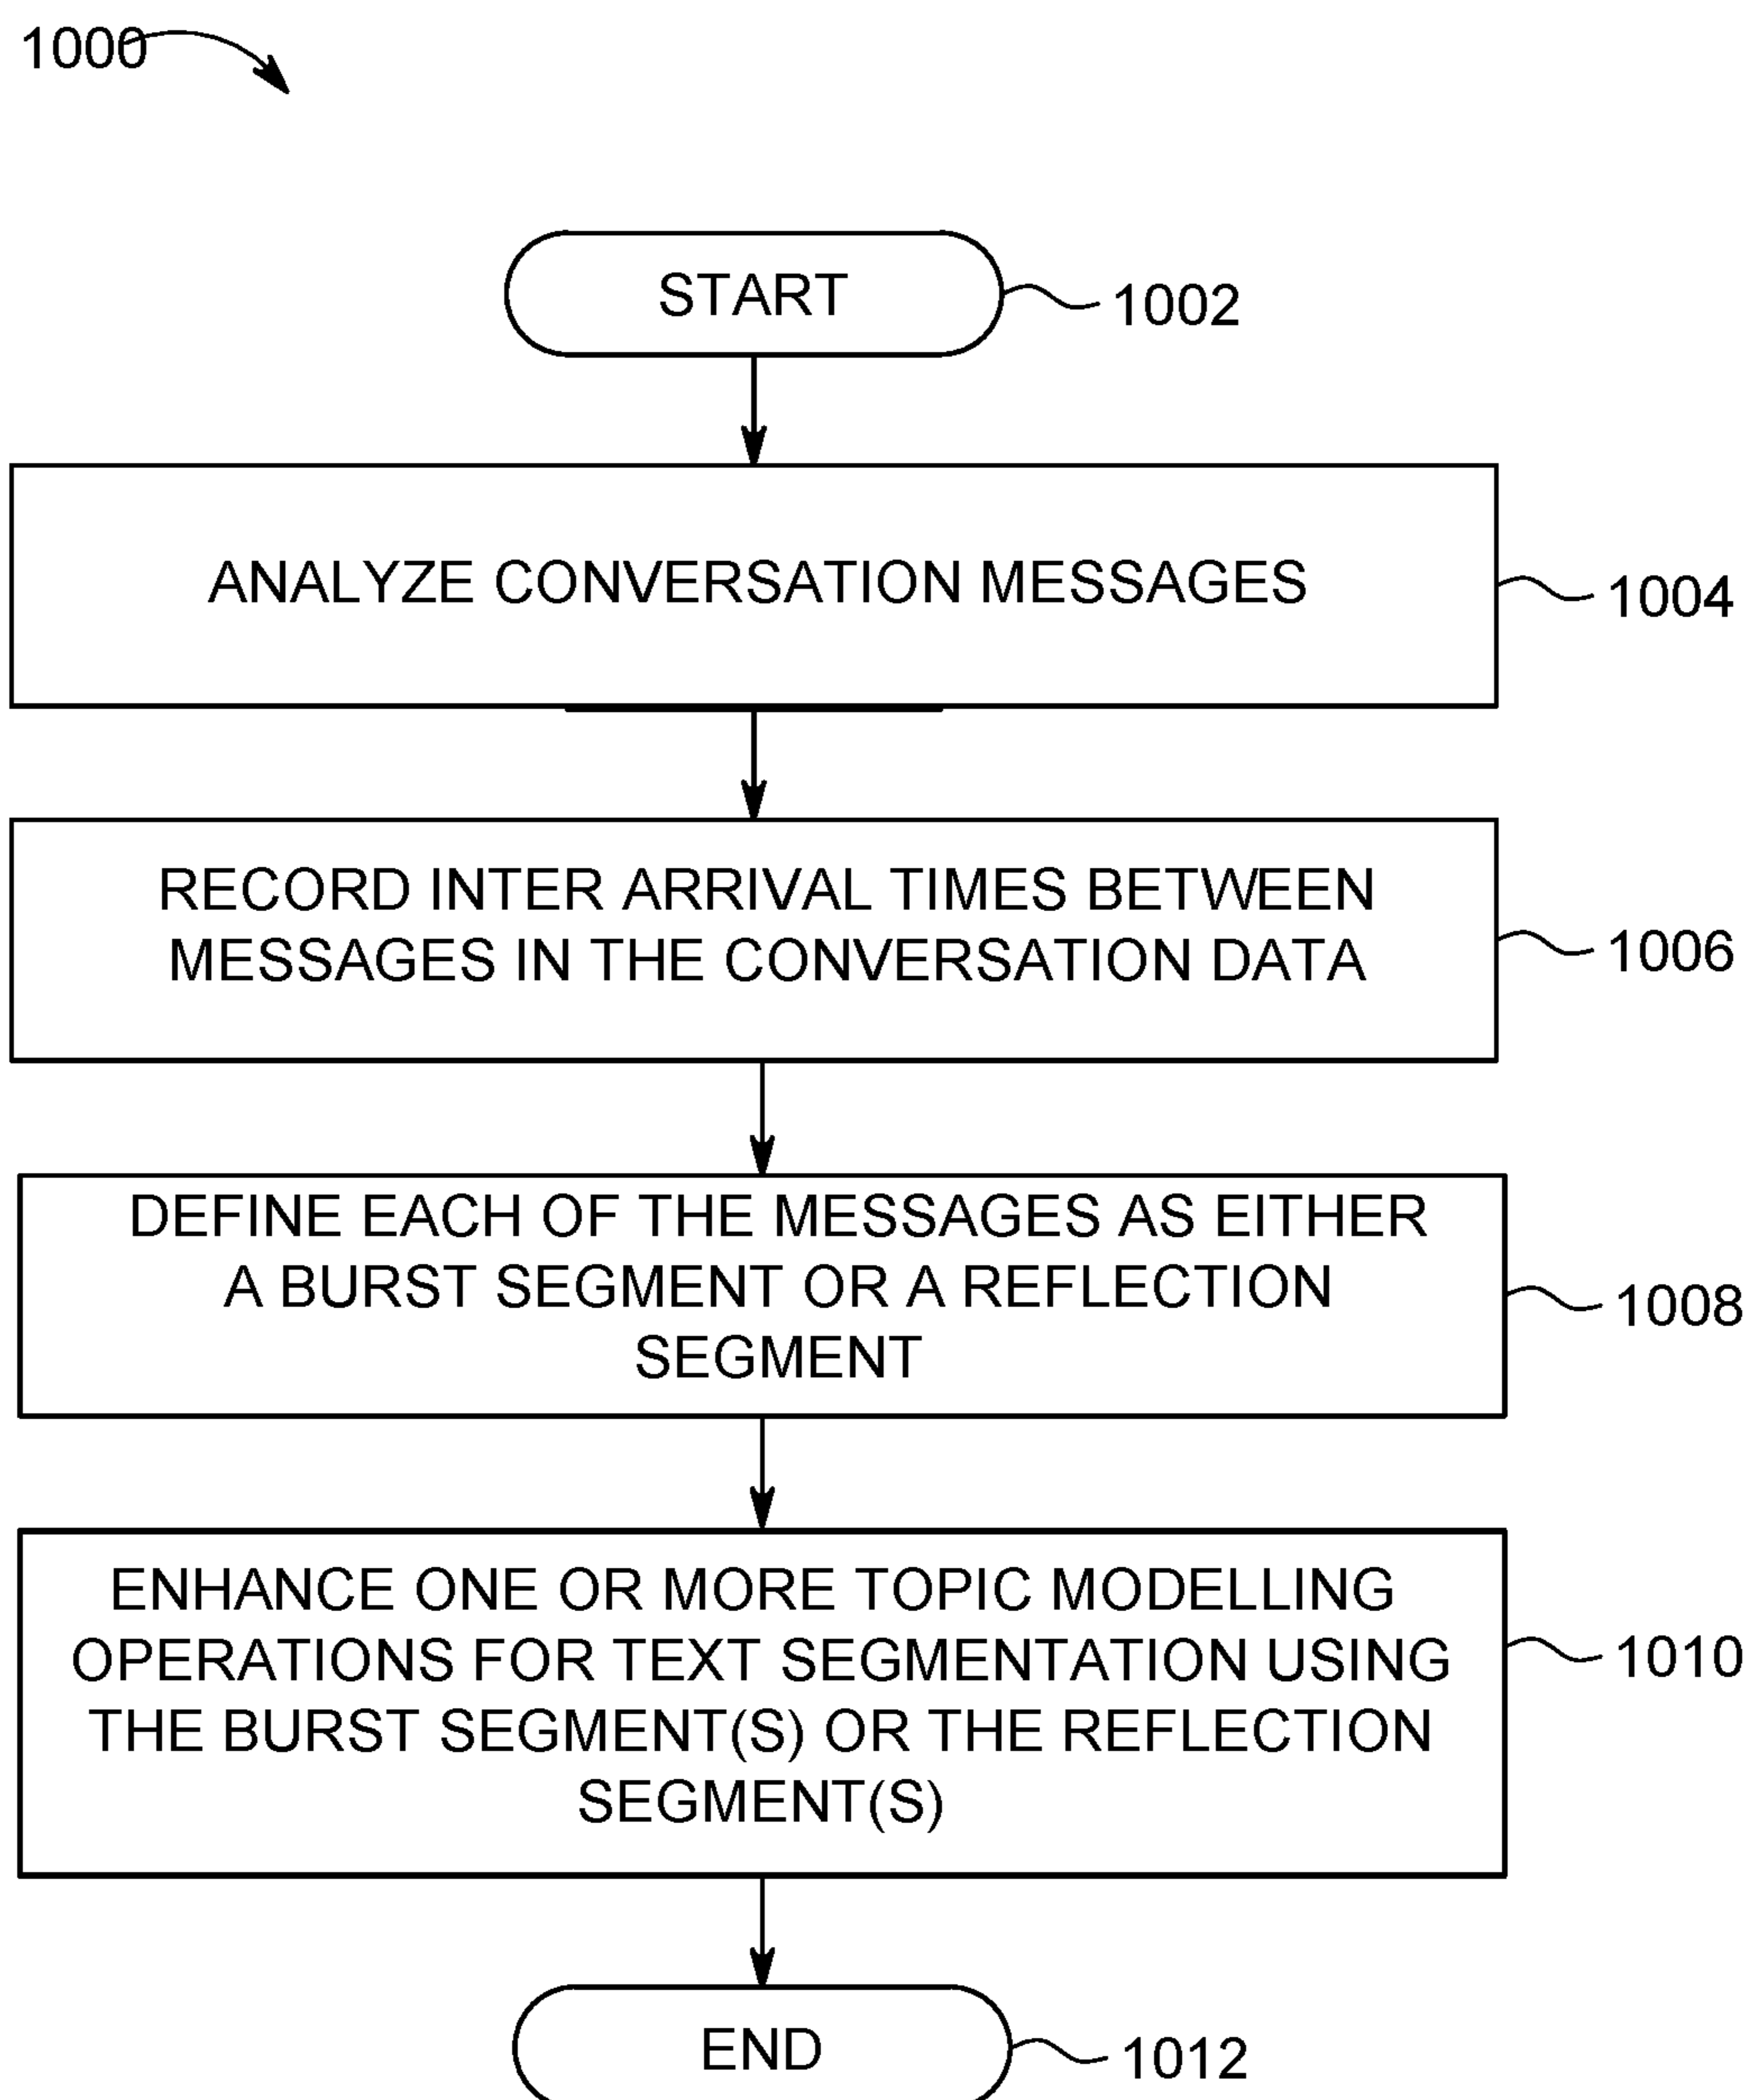 1000
START
1002
ANALYZE CONVERSATION MESSAGES
1004
RECORD INTER ARRIVAL TIMES BETWEEN
MESSAGES IN THE CONVERSATION DATA
1006
DEFINE EACH OF THE MESSAGES AS EITHER
A BURST SEGMENT OR A REFLECTION
SEGMENT
1008
ENHANCE ONE OR MORE TOPIC MODELLING
OPERATIONS FOR TEXT SEGMENTATION USING
THE BURST SEGMENT(S) OR THE REFLECTION
SEGMENT(S)
1010
END
1012